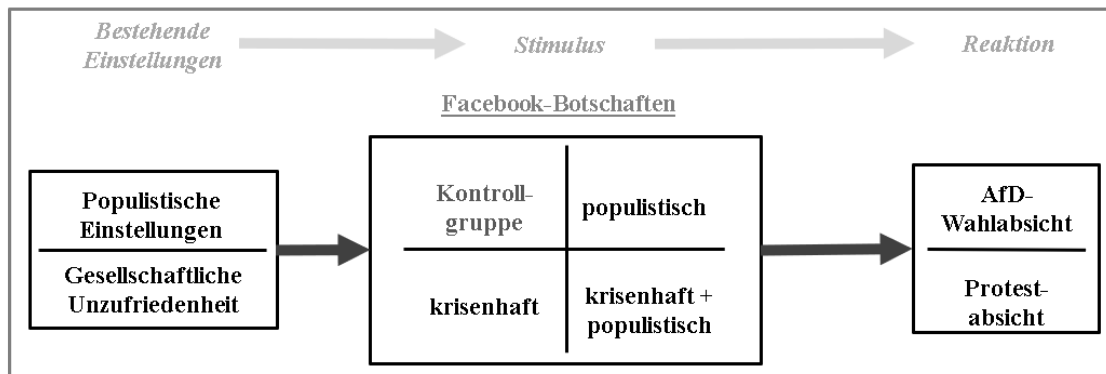 Bestehende
Einstellungen
Stimulus
Reaktion
Facebook-Botschaften
Populistische
Einstellungen
Gesellschaftliche
Unzufriedenheit
Kontroll-
gruppe
populistisch
krisenhaft
krisenhaft +
populistisch
AfD-
Wahlabsicht
Protest-
absicht